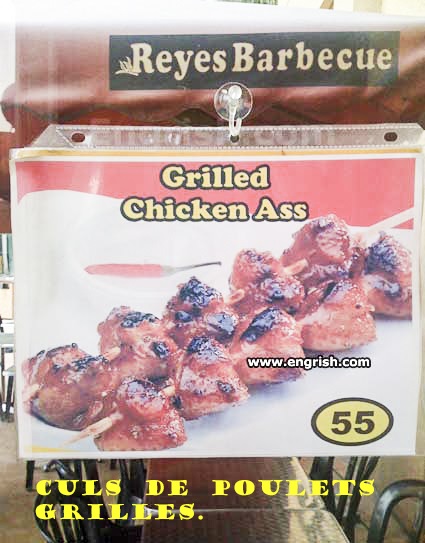 Reyes Barbecue
Grilled
Chicken Ass
www.engrish.com
55
CULS DE POULETS
GRILLES.